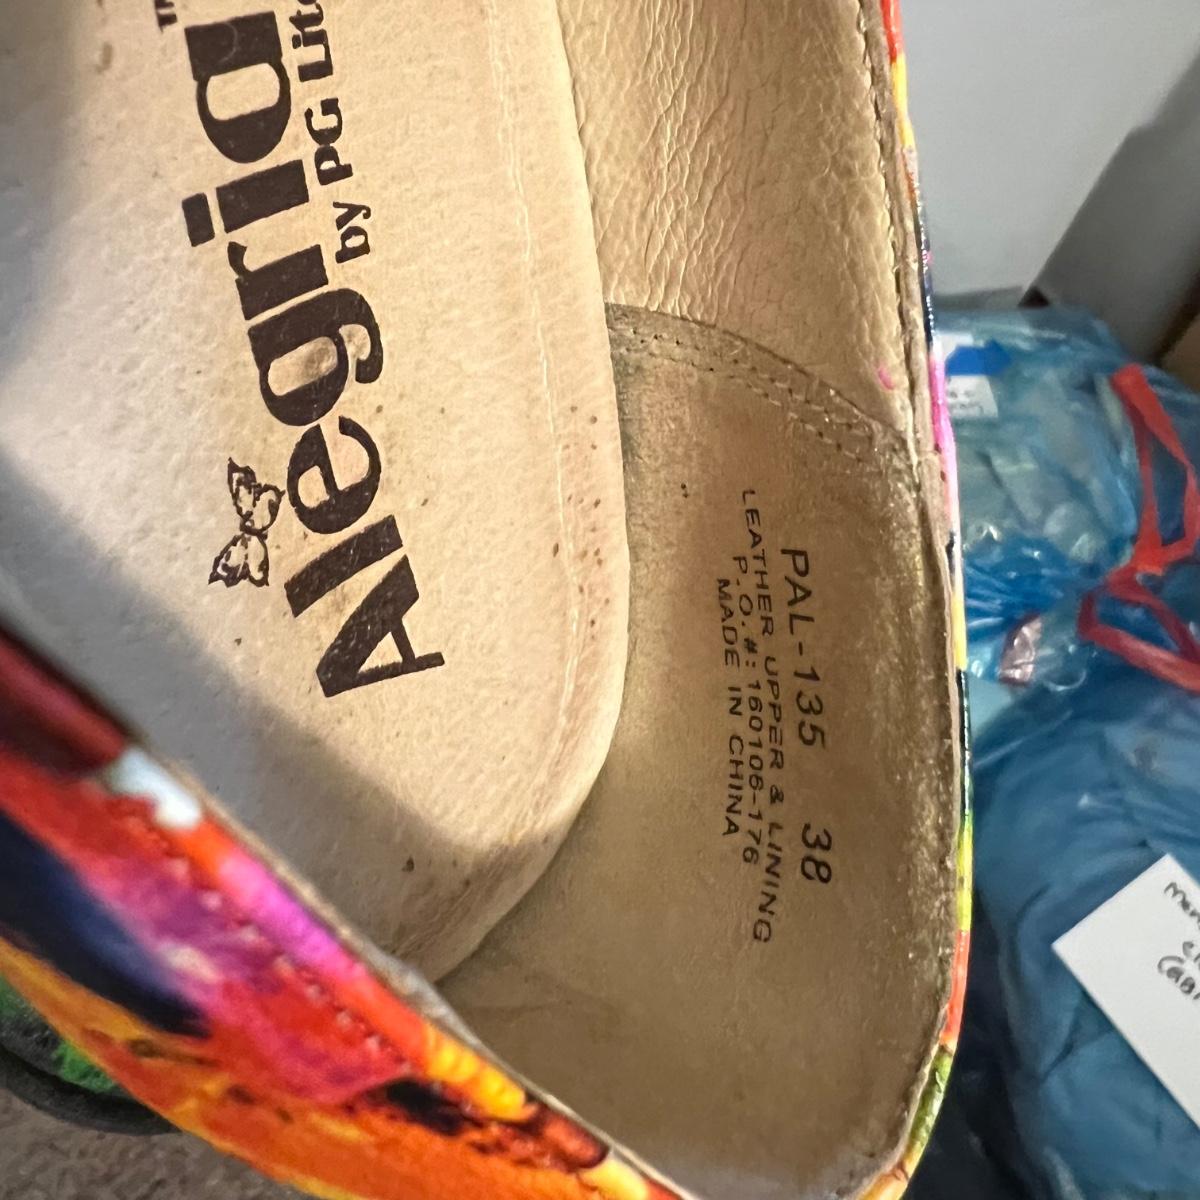 Alegria
by PG Lite
PAL-135 38
LEATHER UPPER & LINING
P.O.#: 160106-176
MADE IN CHINA